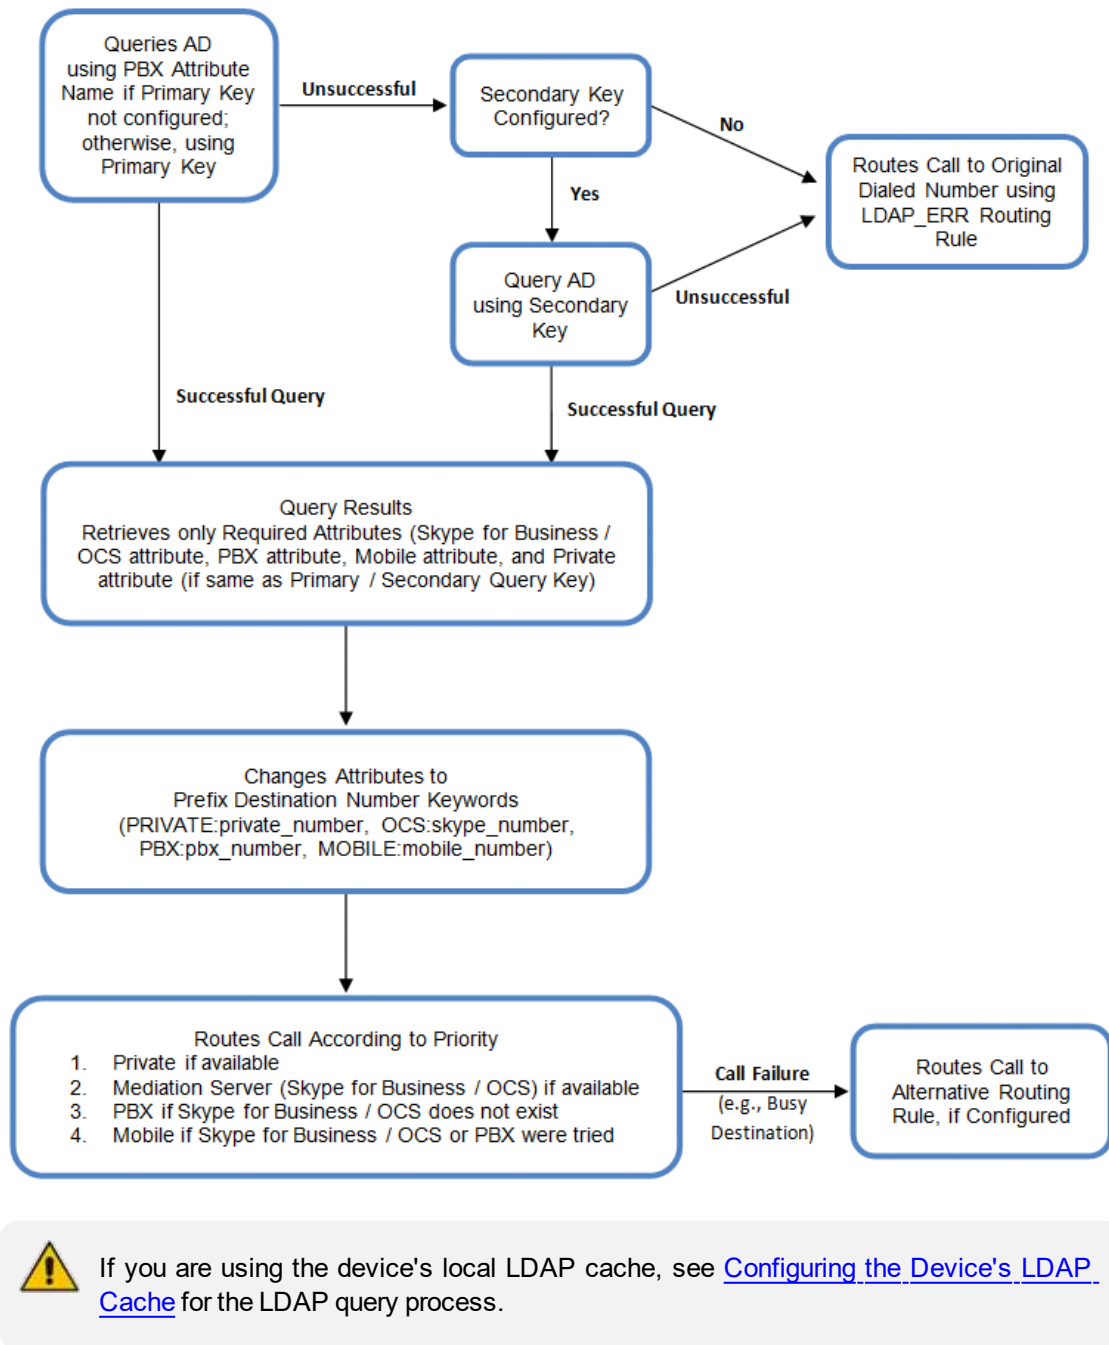 Queries AD
using PBX Attribute
Name if Primary Key
not configured;
otherwise, using
Primary Key
Unsuccessful
Secondary Key
Configured?
No
Routes Call to Original
Dialed Number using
LDAP_ERR Routing
Rule
Yes
Query AD
using Secondary
Key
Unsuccessful
Successful Query
Successful Query
Query Results
Retrieves only Required Attributes (Skype for Business /
OCS attribute, PBX attribute, Mobile attribute, and Private
attribute (if same as Primary / Secondary Query Key)
Changes Attributes to
Prefix Destination Number Keywords
(PRIVATE:private_number, OCS:skype_number,
PBX:pbx_number, MOBILE:mobile_number)
Routes Call According to Priority
1. Private if available
2. Mediation Server (Skype for Business / OCS) if available
3. PBX if Skype for Business / OCS does not exist
4. Mobile if Skype for Business / OCS or PBX were tried
Call Failure
(e.g., Busy
Destination)
Routes Call to
Alternative Routing
Rule, if Configured
If you are using the device's local LDAP cache, see Configuring the Device's LDAP
Cache for the LDAP query process.